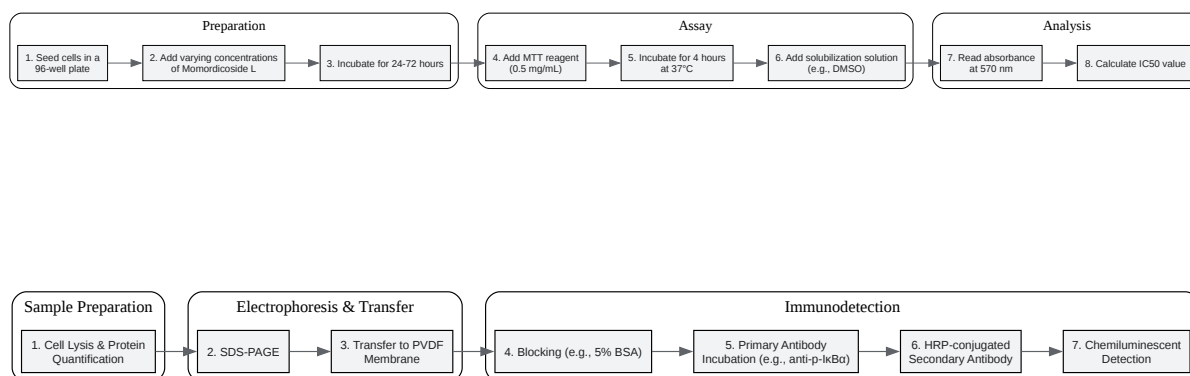 Preparation
Assay
Analysis
1. Seed cells in a
96-well plate
2. Add varying concentrations
of Momordicoside L
3. Incubate for 24-72 hours
4. Add MTT reagent
(0.5 mg/mL)
5. Incubate for 4 hours
at 37°C
6. Add solubilization solution
(e.g., DMSO)
7. Read absorbance
at 570 nm
8. Calculate IC50 value
Sample Preparation
Electrophoresis & Transfer
Immunodetection
1. Cell Lysis & Protein
Quantification
2. SDS-PAGE
3. Transfer to PVDF
Membrane
4. Blocking (e.g., 5% BSA)
5. Primary Antibody
Incubation (e.g., anti-p-IκBα)
6. HRP-conjugated
Secondary Antibody
7. Chemiluminescent
Detection